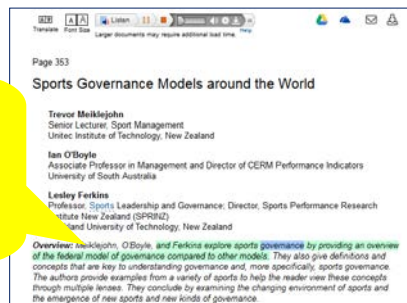 Translate Font Size Listen
Larger documents may require additional load time. Help
Page 353
Sports Governance Models around the World
Trevor Meiklejohn
Senior Lecturer, Sport Management
Unitec Institute of Technology, New Zealand
Ian O'Boyle
Associate Professor in Management and Director of CERM Performance Indicators
University of South Australia
Lesley Ferkins
Professor, Sports Leadership and Governance; Director, Sports Performance Research
Institute New Zealand (SPRINZ)
land University of Technology, New Zealand
Overview: Meiklejohn, O'Boyle, and Ferkins explore sports governance by providing an overview
of the federal model of governance compared to other models. They also give definitions and
concepts that are key to understanding governance and, more specifically, sports governance.
The authors provide examples from a variety of sports to help the reader view these concepts
through multiple lenses. They conclude by examining the changing environment of sports and
the emergence of new sports and new kinds of governance.